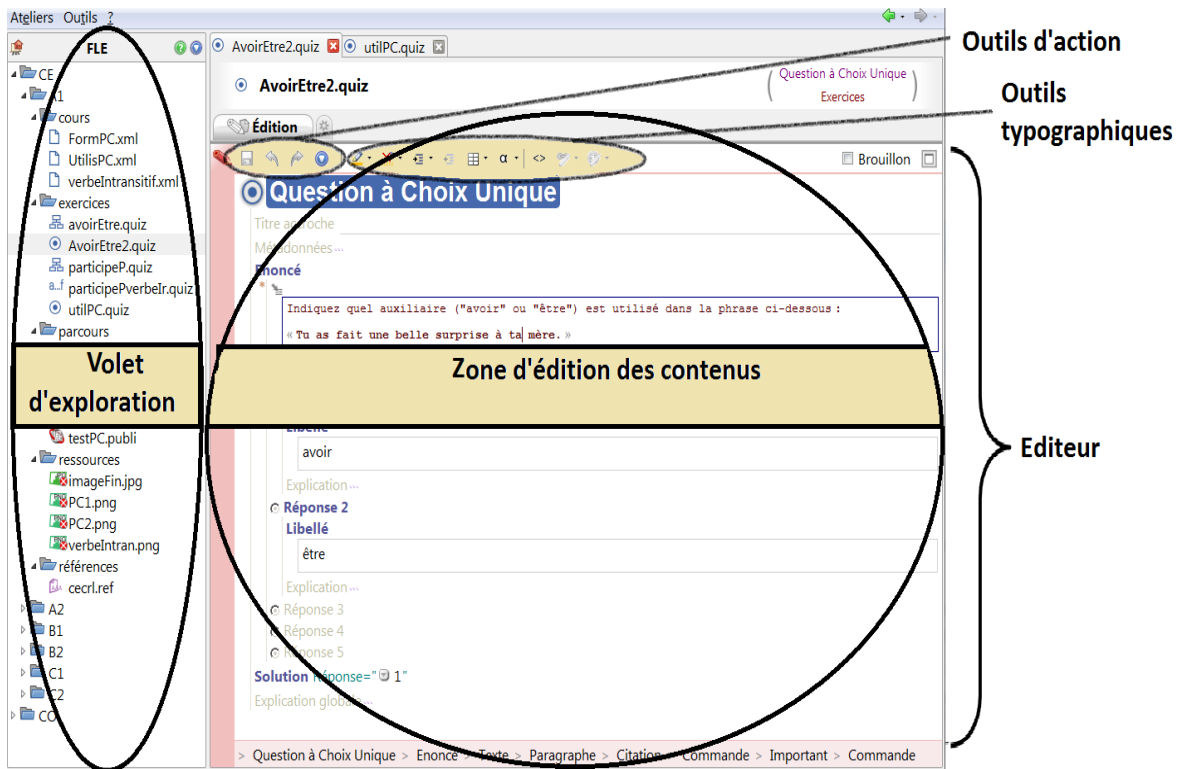 Ateliers Outils ?
FLE
AvoirEtre2.quiz
utilPC.quiz
Outils d'action
CE
A1
cours
FormPC.xml
UtilisPC.xml
verbeIntransitif.xml
exercices
avoirEtre.quiz
AvoirEtre2.quiz
participeP.quiz
participePverbeIr.quiz
utilPC.quiz
parcours
Volet
d'exploration
testPC.publi
ressources
imageFin.jpg
PC1.png
PC2.png
verbeIntran.png
références
cecrl.ref
A2
B1
B2
C1
C2
CO
AvoirEtre2.quiz
Question à Choix Unique
Exercices
Outils
typographiques
Édition
α
<>
Brouillon
Question à Choix Unique
Titre accroche
Métadonnées ...
Enoncé
*
Indiquez quel auxiliaire ("avoir" ou "être") est utilisé dans la phrase ci-dessous :
« Tu as fait une belle surprise à ta mère. »
Zone d'édition des contenus
Libellé
avoir
Explication ...
Réponse 2
Libellé
être
Explication ...
Réponse 3
Réponse 4
Réponse 5
Solution Réponse=" 1"
Explication globale ...
> Question à Choix Unique > Enoncé > Texte > Paragraphe > Citation > Commande > Important > Commande
Editeur